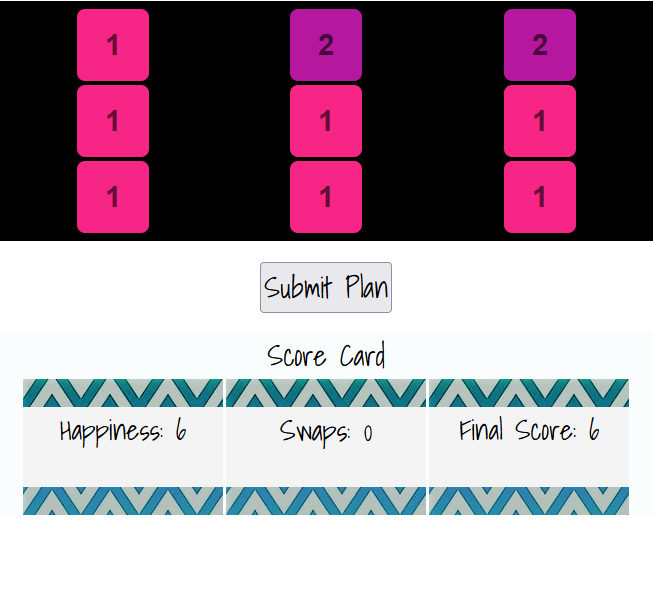 1 2 2
1 1 1
1 1 1
Submit Plan
Score Card
Happiness: 6 Swaps: 0 Final Score: 6